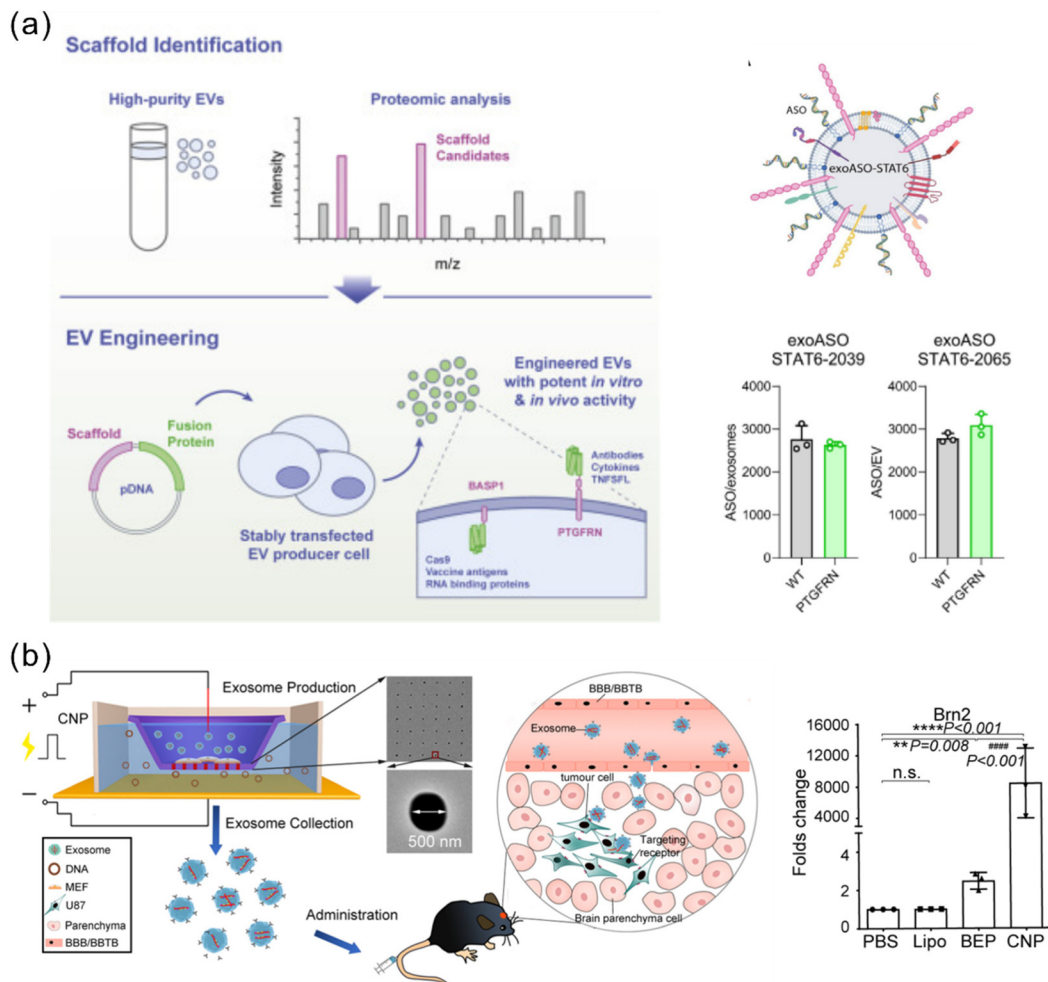 (a)
Scaffold Identification
High-purity EVs
Proteomic analysis
Scaffold
Candidates
Intensity
m/z
EV Engineering
Scaffold
Fusion
Protein
pDNA
Stably transfected
EV producer cell
Engineered EVs
with potent in vitro
& in vivo activity
BASP1
Antibodies
Cytokines
TNFSFL
PTGFRN
Cas9
Vaccine antigens
RNA binding proteins
ASO
exoASO-STAT6
exoASO
STAT6-2039
4000
3000
2000
1000
0
ASO/exosomes
WT
PTGFRN
exoASO
STAT6-2065
4000
3000
2000
1000
0
ASO/EV
WT
PTGFRN
(b)
+
CNP
−
Exosome Production
500 nm
Exosome Collection
Exosome
DNA
MEF
U87
Parenchyma
BBB/BBTB
Administration
BBB/BBTB
Exosome
tumour cell
Targeting
receptor
Brain parenchyma cell
Brn2
16000
12000
8000
4000
4
2
0
Folds change
****P<0.001
**P=0.008
####
P<0.001
n.s.
PBS
Lipo
BEP
CNP